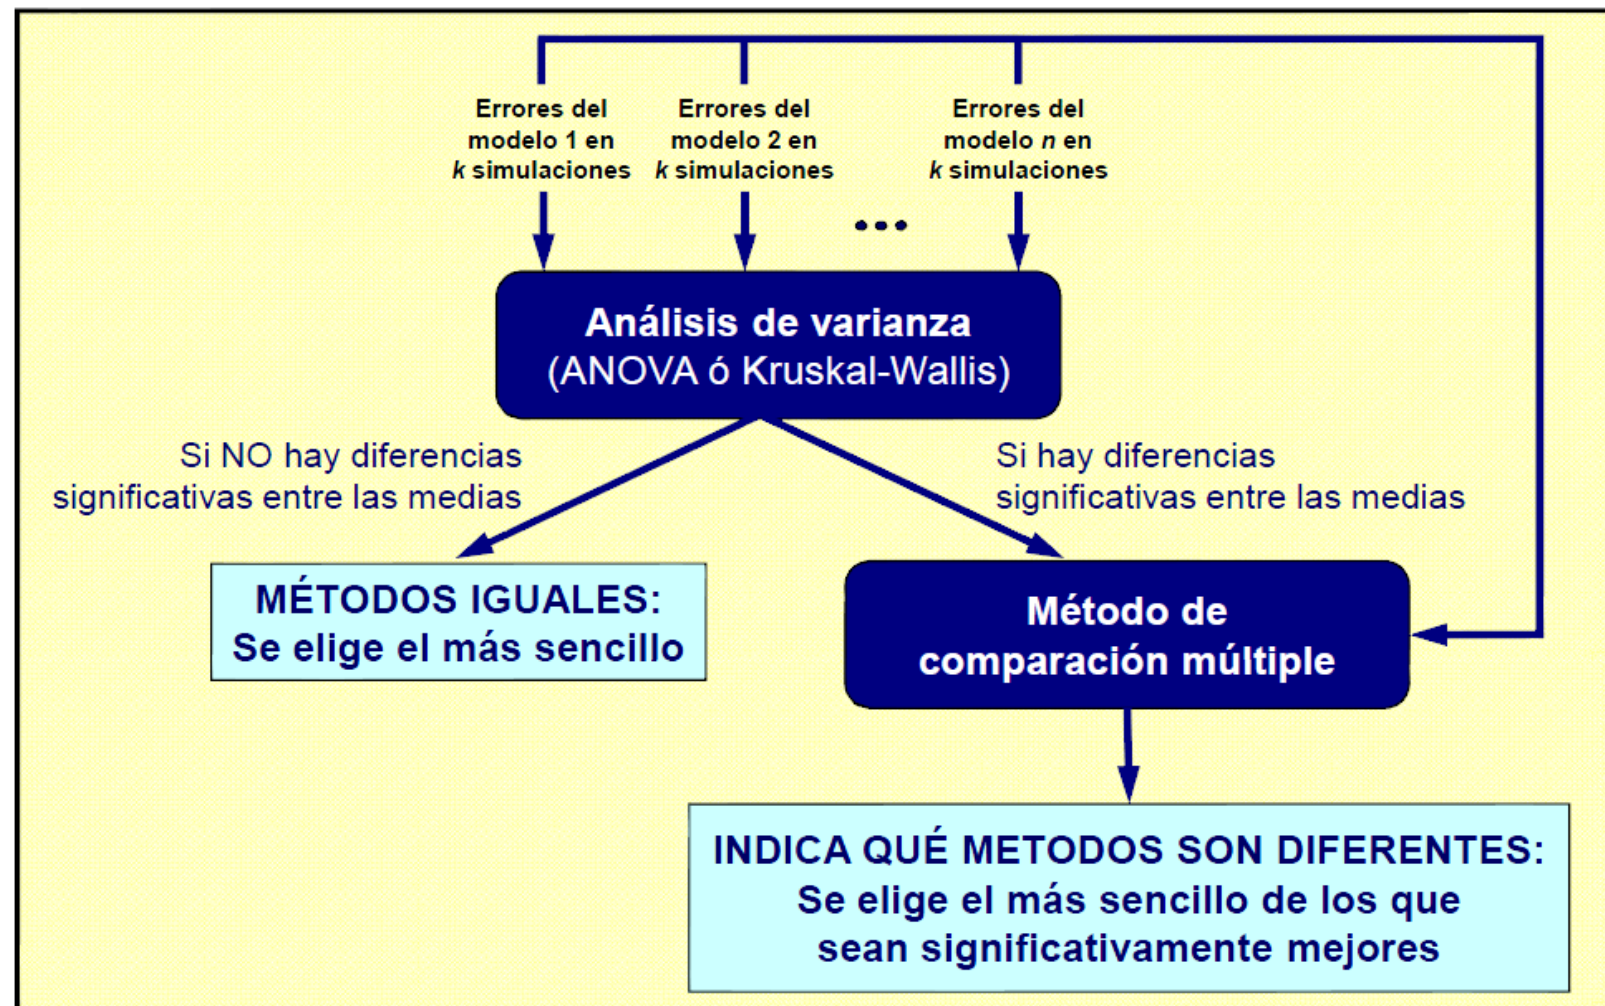 Errores del
modelo 1 en
k simulaciones
Errores del
modelo 2 en
k simulaciones
Errores del
modelo n en
k simulaciones
...
Análisis de varianza
(ANOVA ó Kruskal-Wallis)
Si NO hay diferencias
significativas entre las medias
Si hay diferencias
significativas entre las medias
MÉTODOS IGUALES:
Se elige el más sencillo
Método de
comparación múltiple
INDICA QUÉ METODOS SON DIFERENTES:
Se elige el más sencillo de los que
sean significativamente mejores